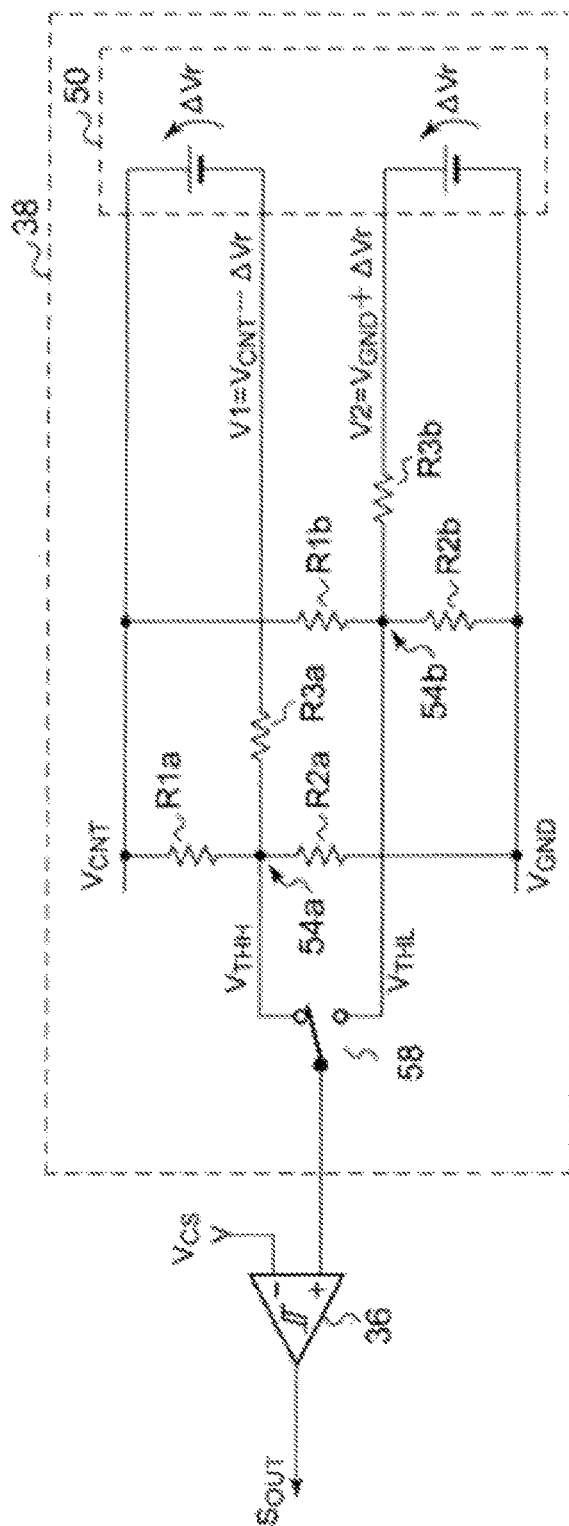 38
50
ΔVr
ΔVr
V1=VCNT− ΔVr
V2=VGND+ ΔVr
R3b
R1b
R2b
54b
R3a
R1a
R2a
54a
VCNT
VGND
VTHH
VTHL
58
VCS
−
+
36
SOUT